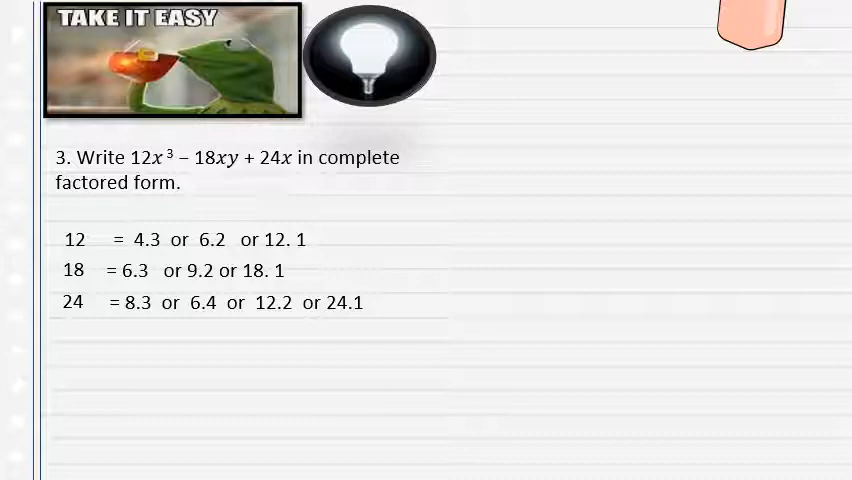 TAKE IT EASY
3. Write 12x³ – 18xy + 24x in complete
factored form.
12 = 4.3 or 6.2 or 12. 1
18 = 6.3 or 9.2 or 18. 1
24 = 8.3 or 6.4 or 12.2 or 24.1